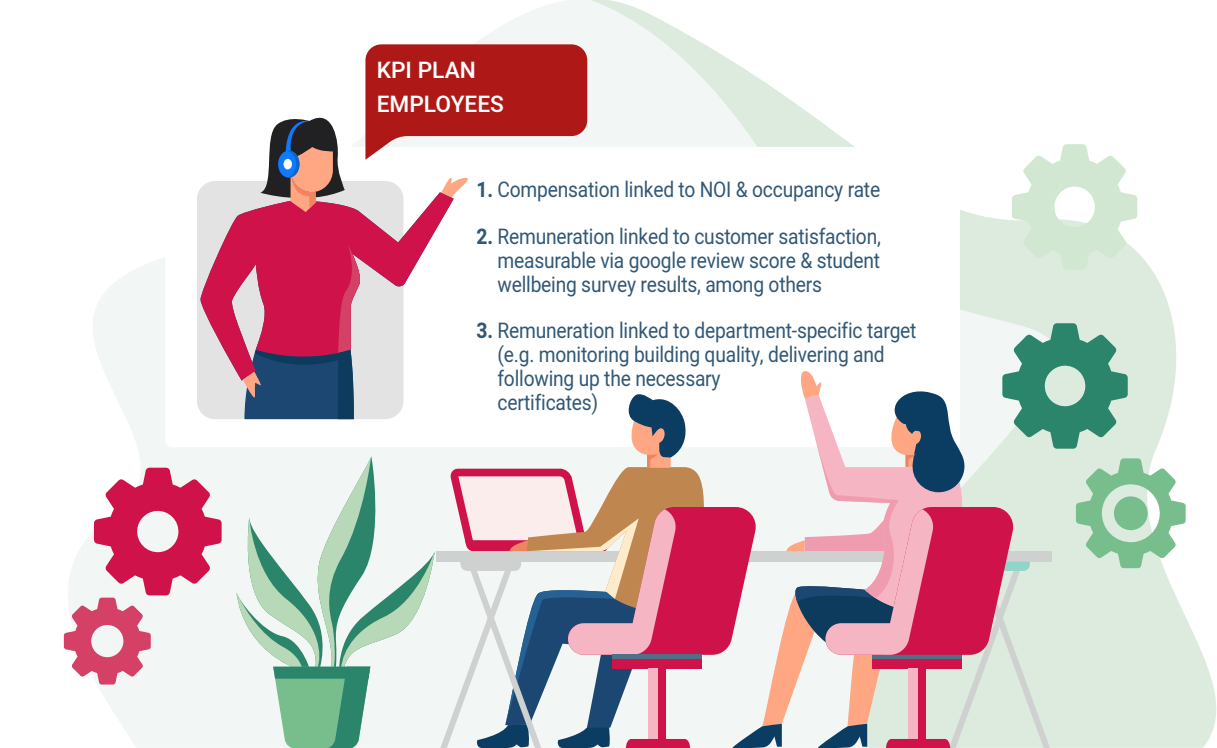 KPI PLAN
EMPLOYEES
1. Compensation linked to NOI & occupancy rate
2. Remuneration linked to customer satisfaction,
measurable via google review score & student
wellbeing survey results, among others
3. Remuneration linked to department-specific target
(e.g. monitoring building quality, delivering and
following up the necessary
certificates)